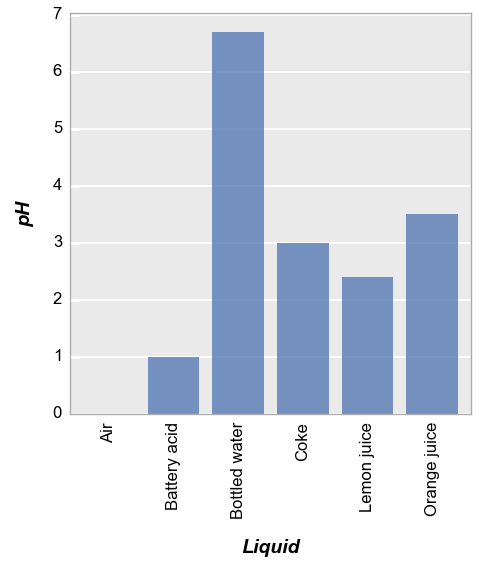 7
6
5
4
3
2
1
0
pH
Air
Battery acid
Bottled water
Coke
Lemon juice
Orange juice
Liquid